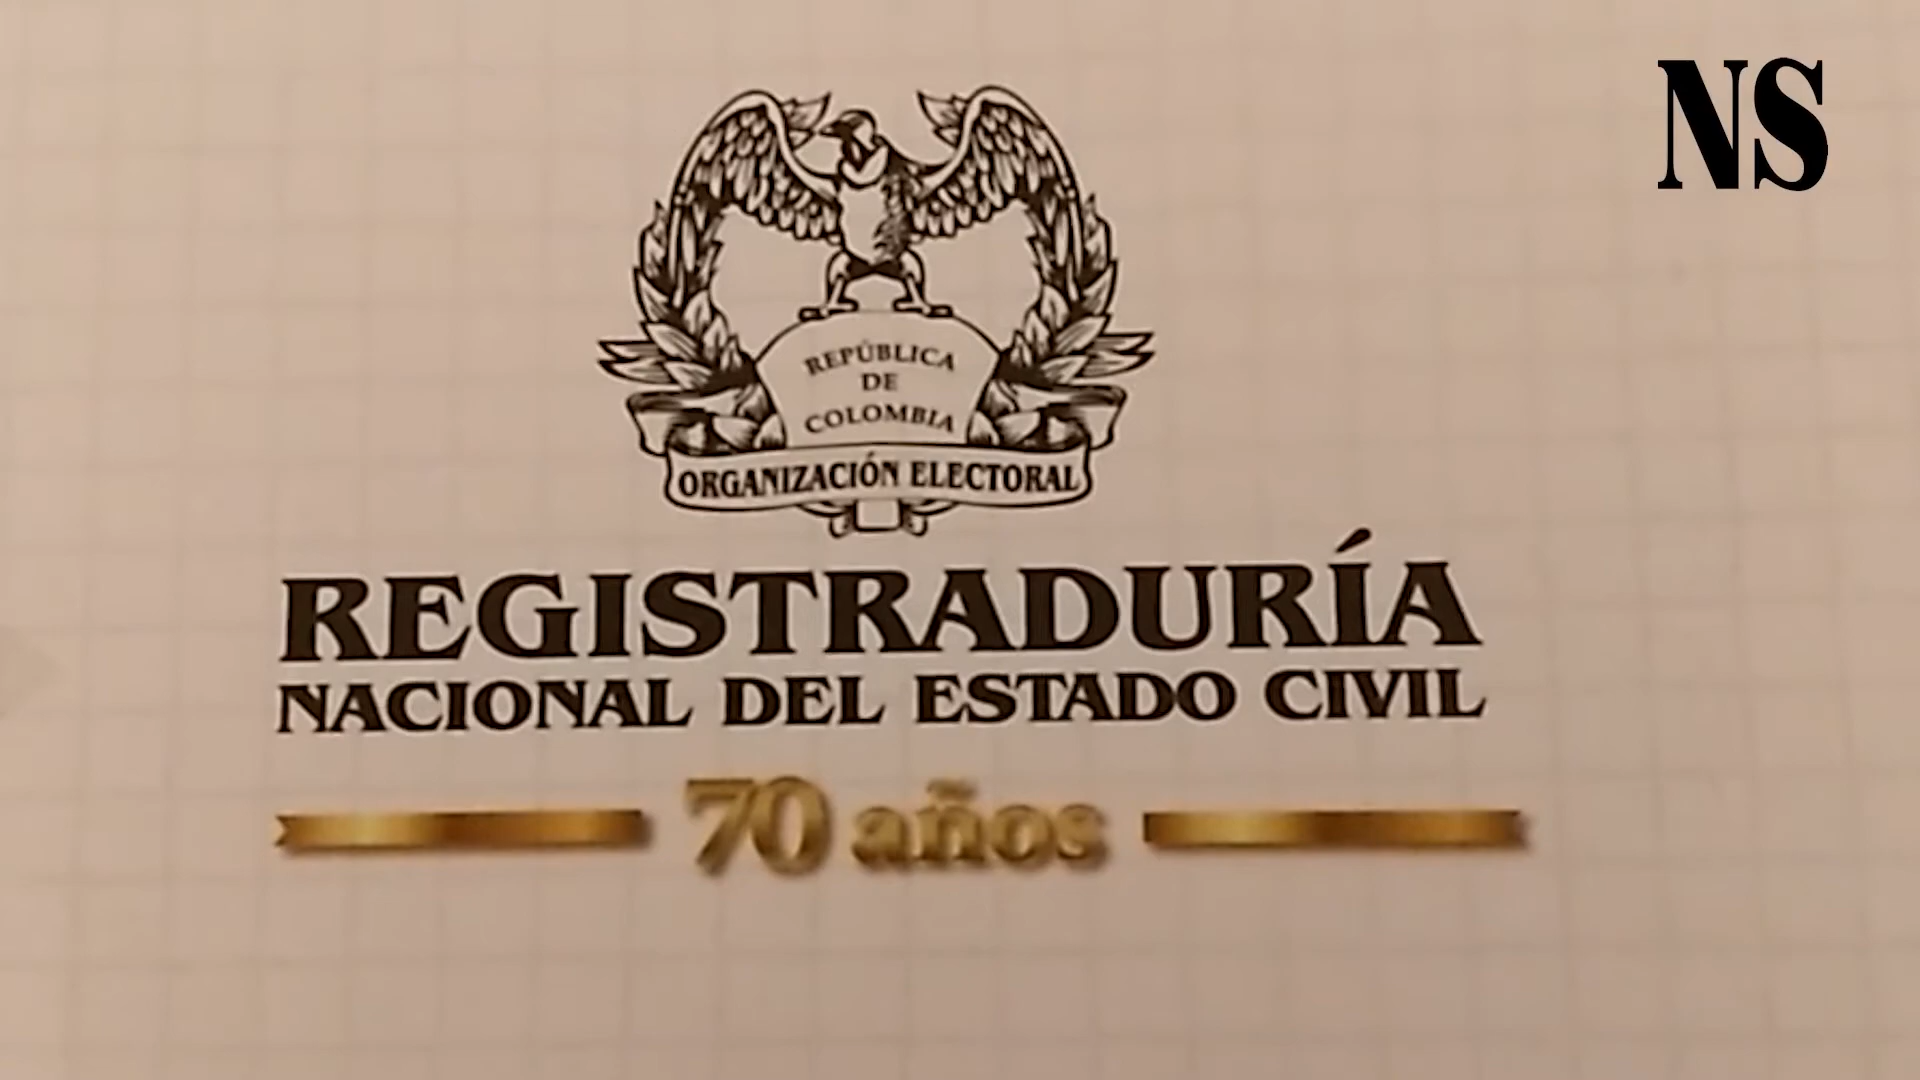 NS
REPÚBLICA
DE
COLOMBIA
ORGANIZACIÓN ELECTORAL
REGISTRADURÍA
NACIONAL DEL ESTADO CIVIL
70 años